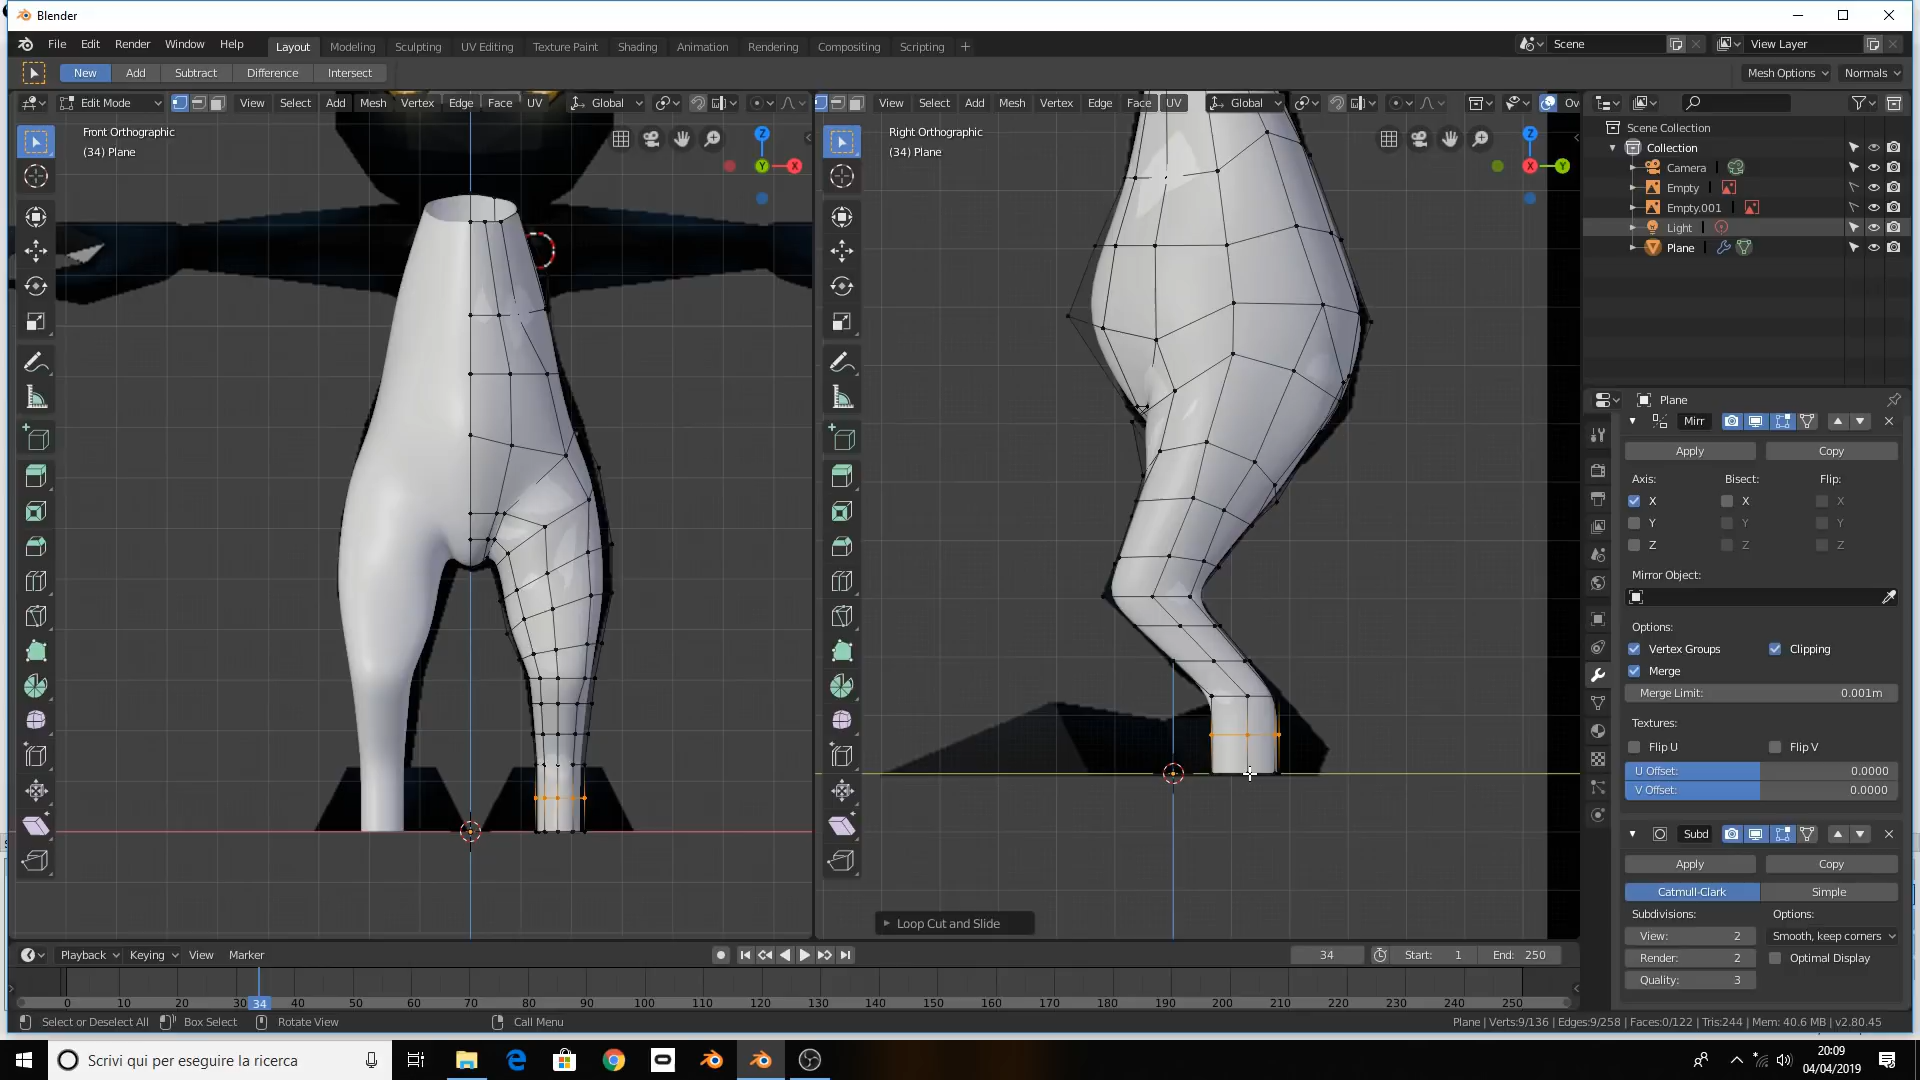 Blender
File Edit Render Window Help
Layout Modeling Sculpting UV Editing Texture Paint Shading Animation Rendering Compositing Scripting +
Scene
View Layer
New Add Subtract Difference Intersect
Mesh Options Normals
Edit Mode View Select Add Mesh Vertex Edge Face UV Global
View Select Add Mesh Vertex Edge Face UV Global Ov
Front Orthographic
(34) Plane
Z
Y
X
Right Orthographic
(34) Plane
Z
X
Y
Scene Collection
Collection
Camera
Empty
Empty.001
Light
Plane
Plane
Mirr
Apply Copy
Axis: Bisect: Flip:
X X X
Y Y Y
Z Z Z
Mirror Object:
Options:
Vertex Groups Clipping
Merge
Merge Limit: 0.001m
Textures:
Flip U Flip V
U Offset: 0.0000
V Offset: 0.0000
Subd
Apply Copy
Catmull-Clark Simple
Subdivisions: Options:
View: 2 Smooth, keep corners
Render: 2 Optimal Display
Quality: 3
Loop Cut and Slide
Playback Keying View Marker
34 Start: 1 End: 250
0 10 20 30 34 40 50 60 70 80 90 100 110 120 130 140 150 160 170 180 190 200 210 220 230 240 250
Select or Deselect All Box Select Rotate View Call Menu
Plane | Verts:9/136 | Edges:9/258 | Faces:0/122 | Tris:244 | Mem: 40.6 MB | v2.80.45
Scrivi qui per eseguire la ricerca
20:09
04/04/2019